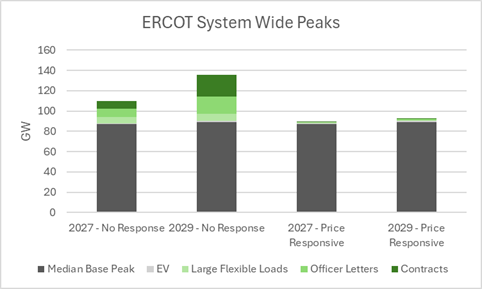 ERCOT System Wide Peaks
160
140
120
100
80
60
40
20
0
GW
2027 - No Response
2029 - No Response
2027 - Price
Responsive
2029 - Price
Responsive
Median Base Peak
EV
Large Flexible Loads
Officer Letters
Contracts